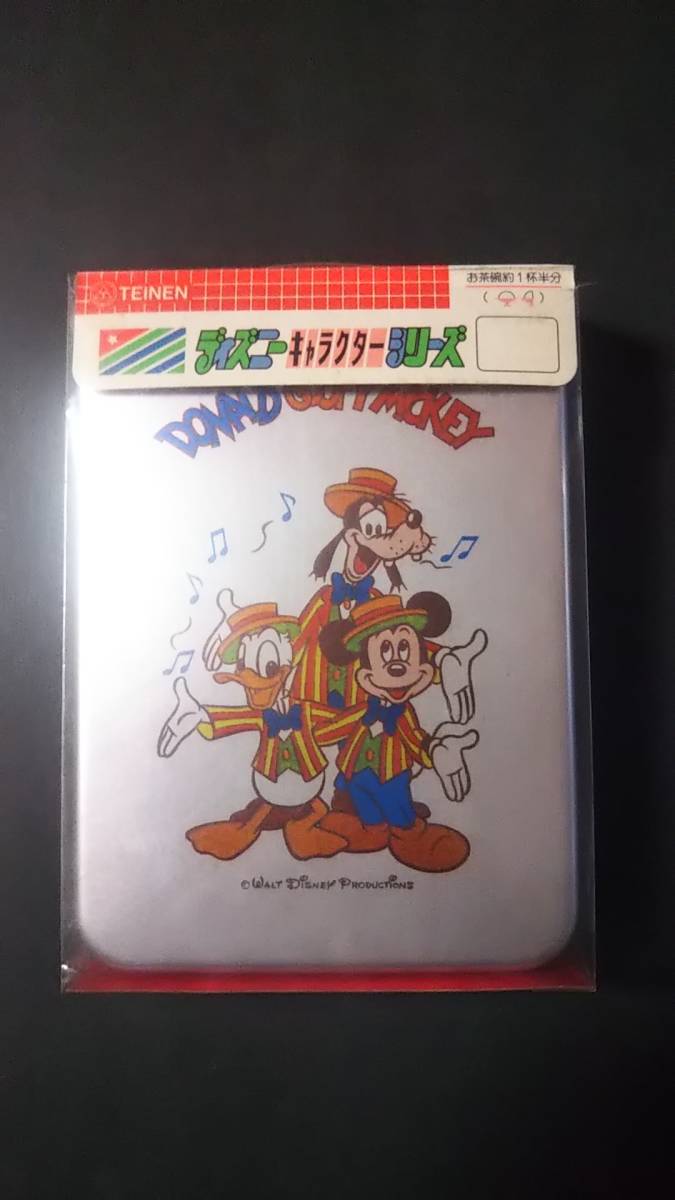 TEINEN
お茶碗約1杯半分
ディズニーキャラクターシリーズ
DONALD GOOFY MICKEY
© WALT DISNEY PRODUCTIONS